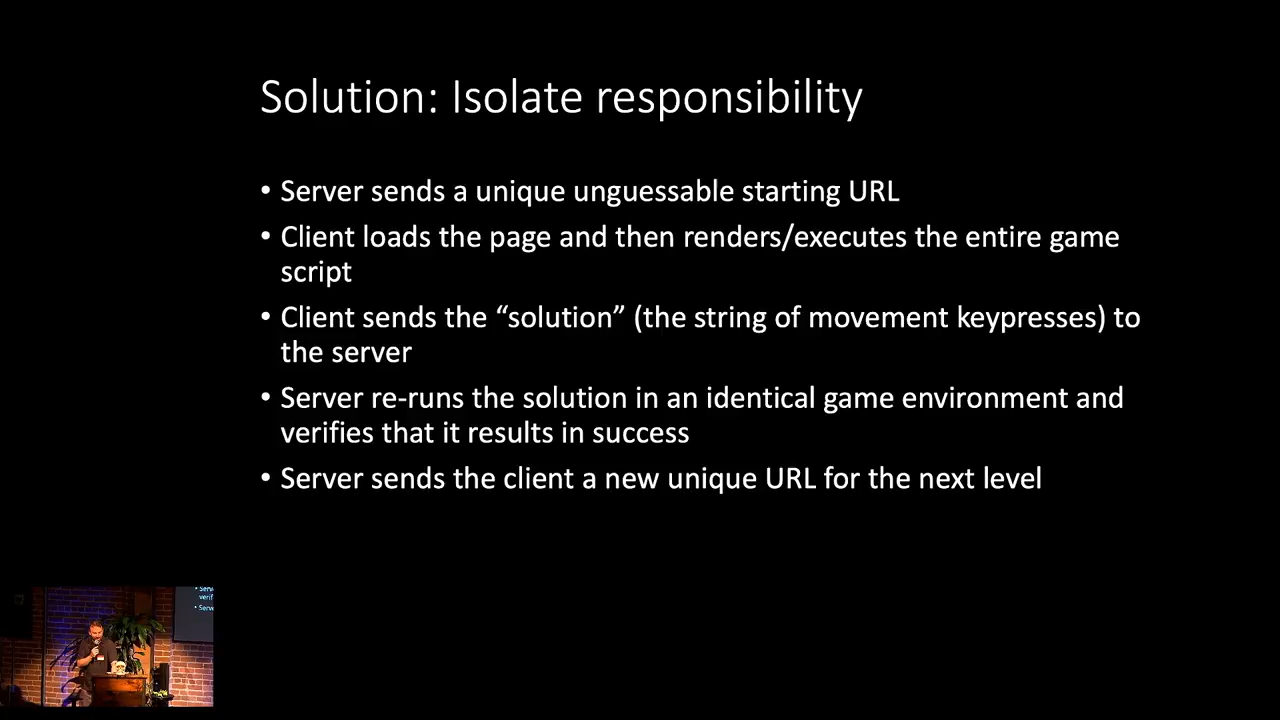 Solution: Isolate responsibility
• Server sends a unique unguessable starting URL
• Client loads the page and then renders/executes the entire game
script
• Client sends the “solution” (the string of movement keypresses) to
the server
• Server re-runs the solution in an identical game environment and
verifies that it results in success
• Server sends the client a new unique URL for the next level
• Serv
verif
• Serve